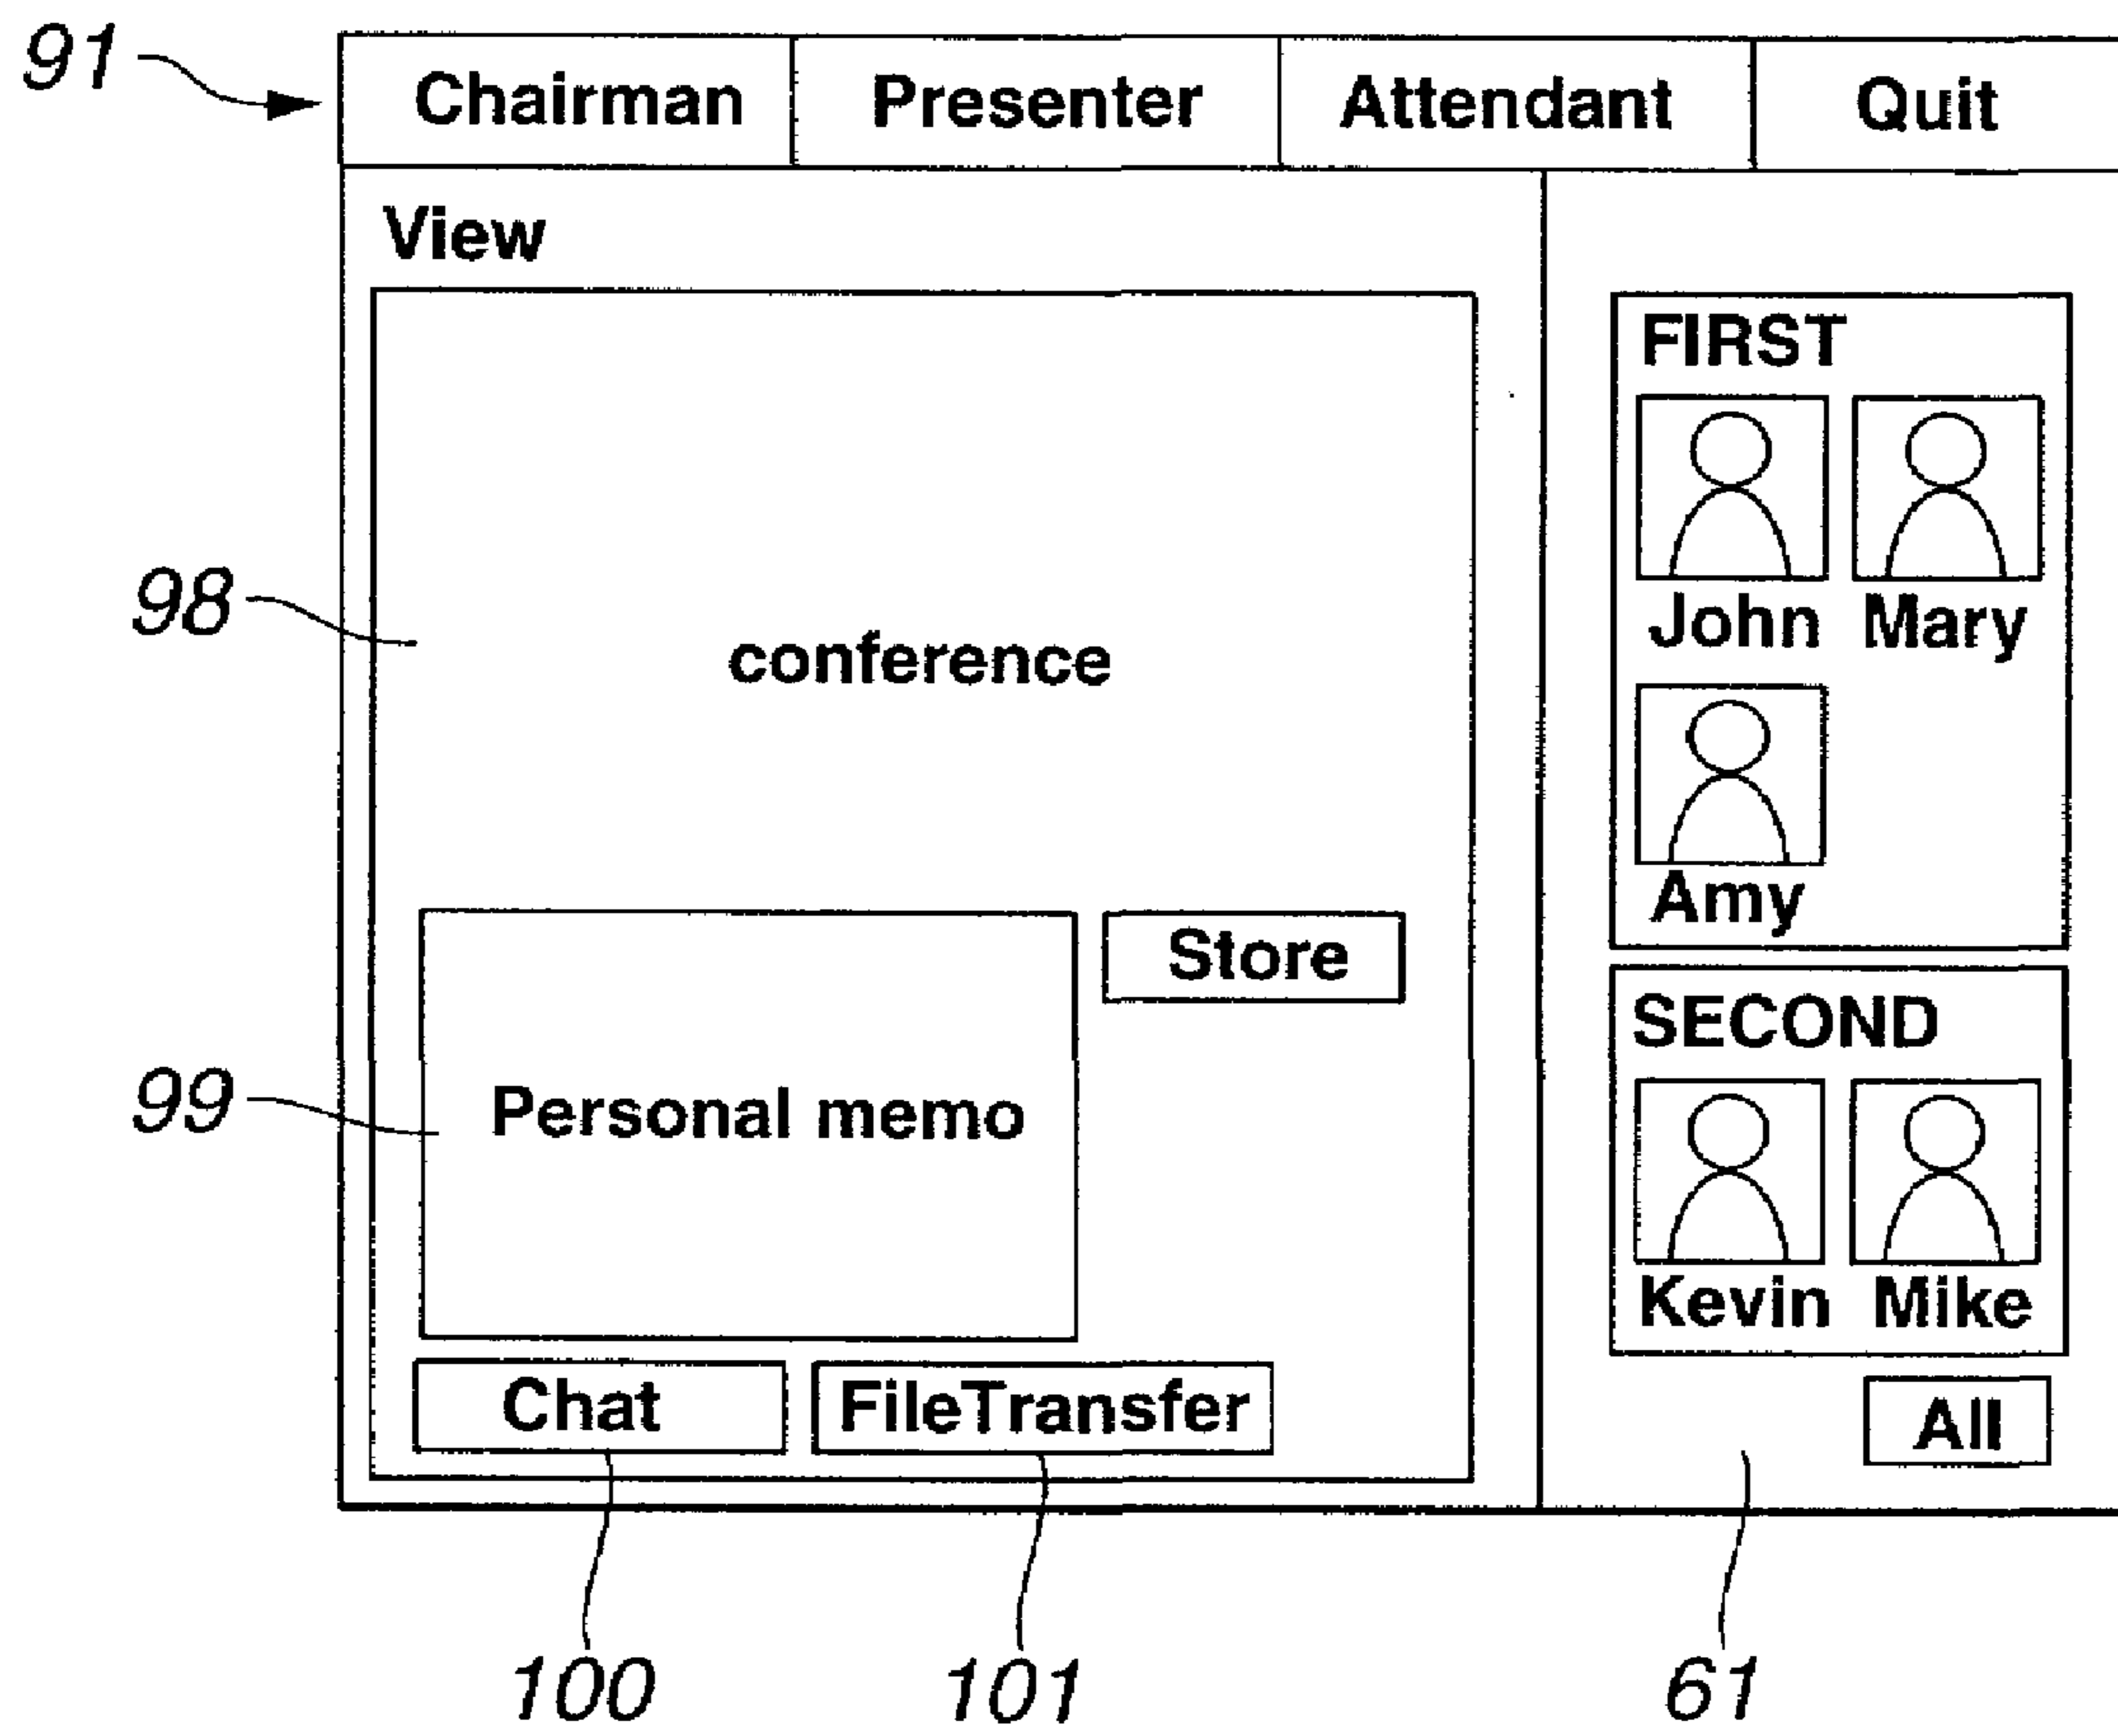 91
Chairman Presenter Attendant Quit
View
FIRST
John Mary
98
conference
Amy
Store
SECOND
99
Personal memo
Kevin Mike
Chat FileTransfer
All
100 101 61